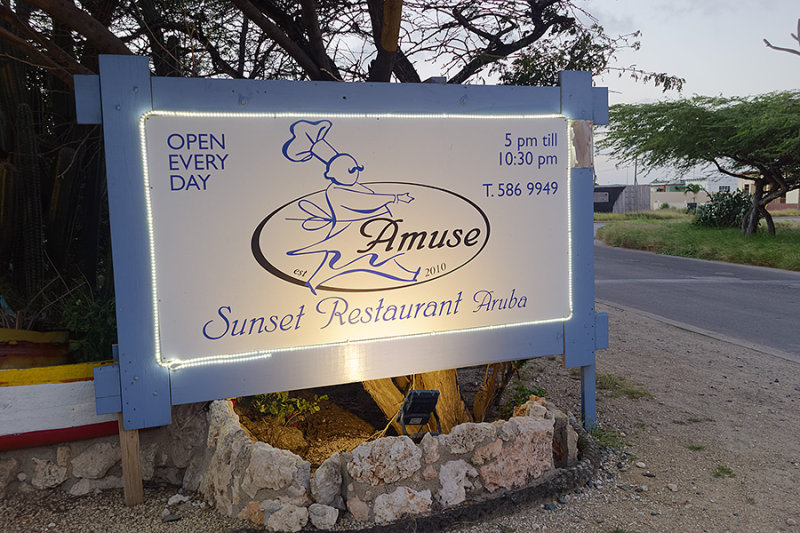 OPEN
EVERY
DAY
5 pm till
10:30 pm
T. 586 9949
Amuse
est 2010
Sunset Restaurant Aruba